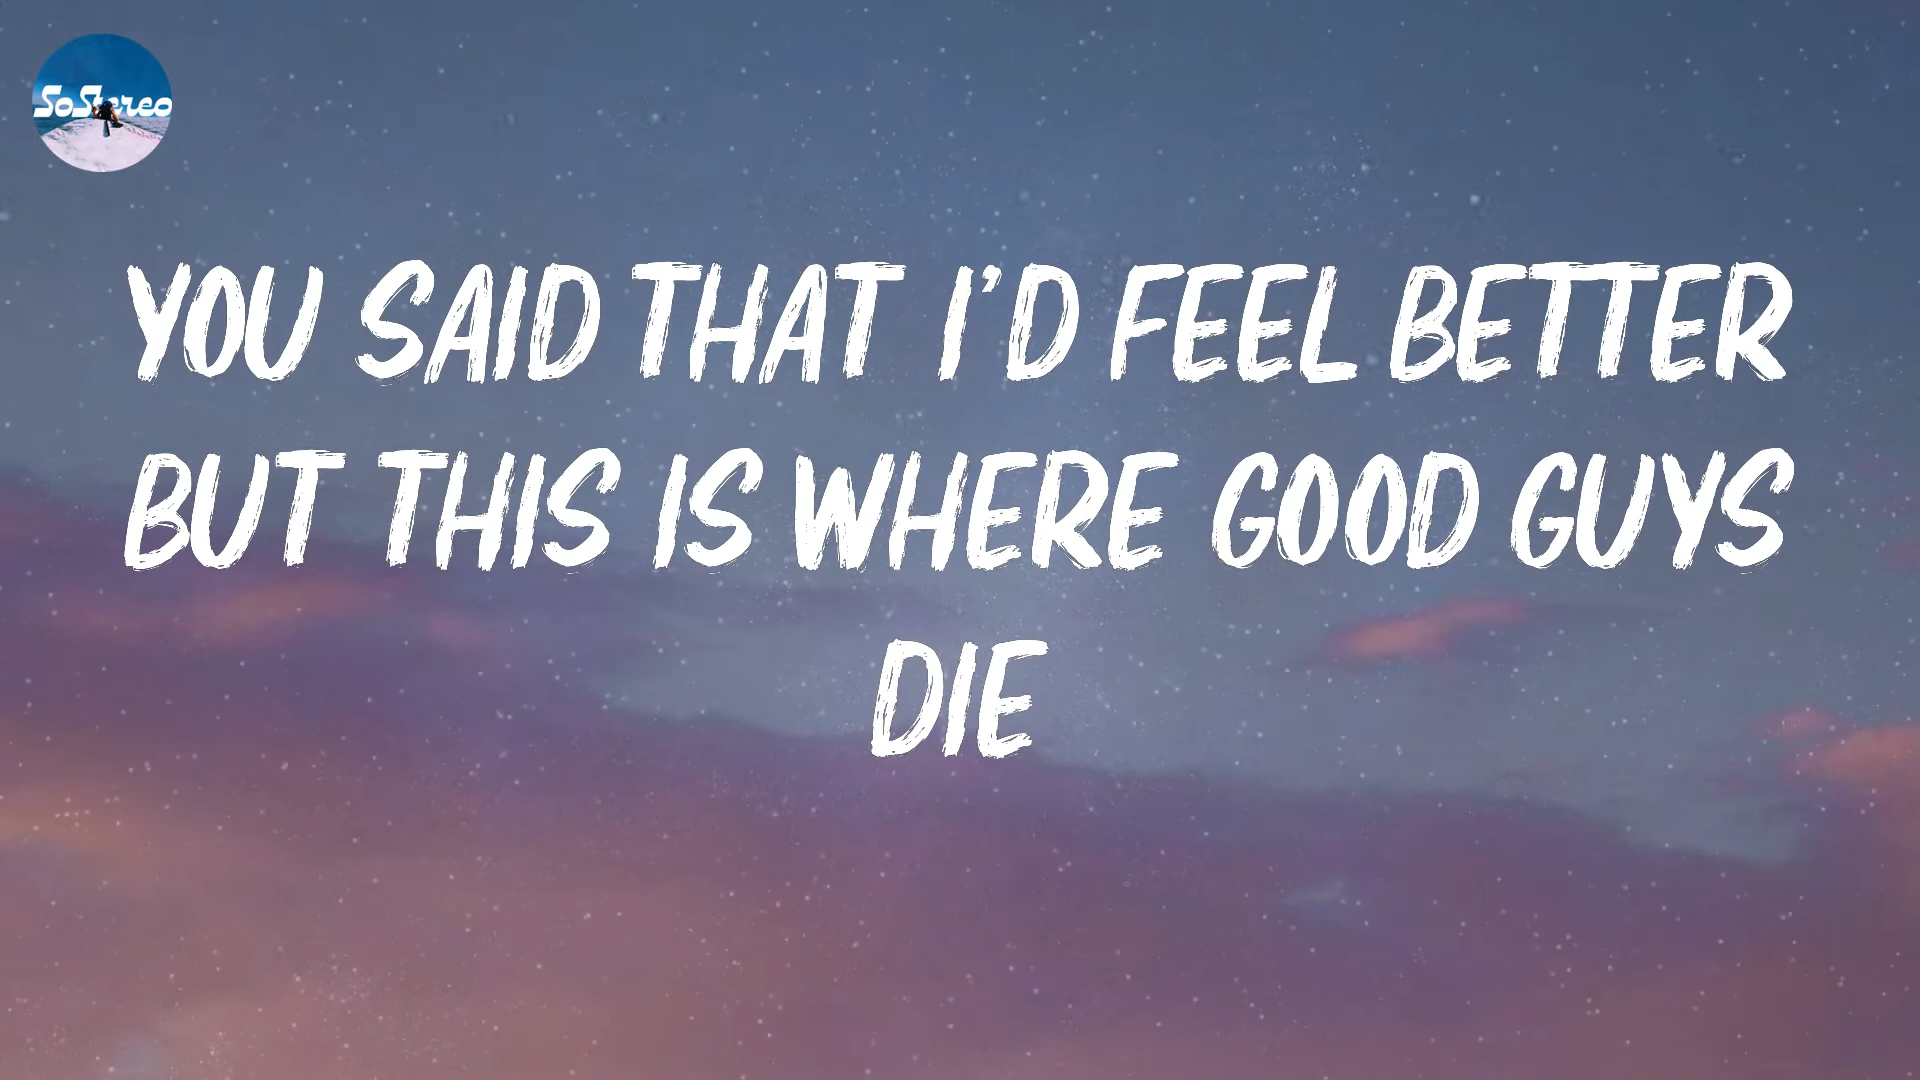 SoStereo
YOU SAID THAT I'D FEEL BETTER
BUT THIS IS WHERE GOOD GUYS
DIE